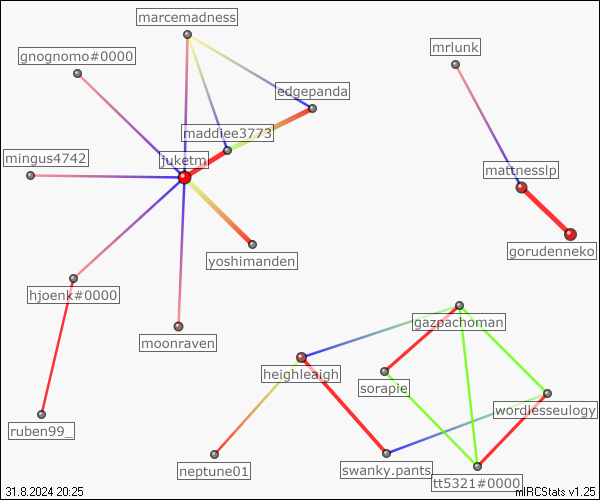 marcemadness
mrlunk
gnognomo#0000
edgepanda
maddiee3773
mingus4742
juketm
mattnesslp
gorudenneko
yoshimanden
hjoenk#0000
gazpachoman
moonraven
heighleaigh
sorapie
wordlesseulogy
ruben99_
neptune01
swanky.pants
tt5321#0000
31.8.2024 20:25
mIRCStats v1.25